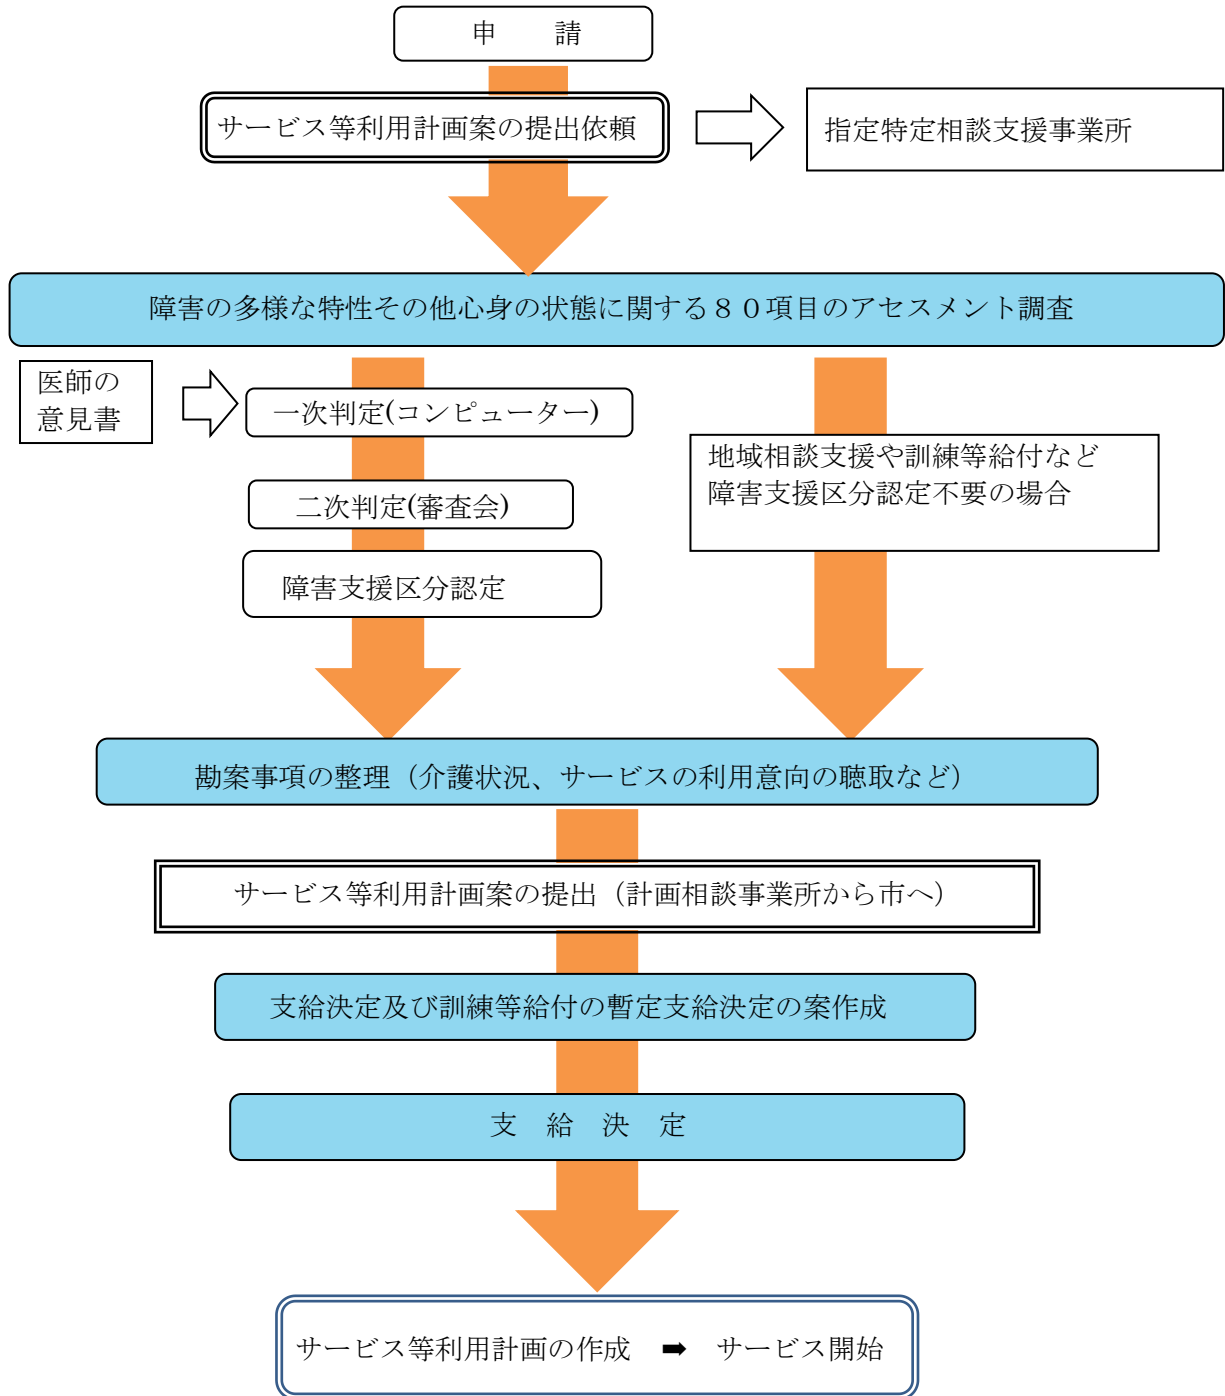 申　　請
サービス等利用計画案の提出依頼
指定特定相談支援事業所
障害の多様な特性その他心身の状態に関する８０項目のアセスメント調査
医師の
意見書
一次判定(コンピューター)
二次判定(審査会)
障害支援区分認定
地域相談支援や訓練等給付など
障害支援区分認定不要の場合
勘案事項の整理（介護状況、サービスの利用意向の聴取など）
サービス等利用計画案の提出（計画相談事業所から市へ）
支給決定及び訓練等給付の暫定支給決定の案作成
支　給　決　定
サービス等利用計画の作成　➡　サービス開始